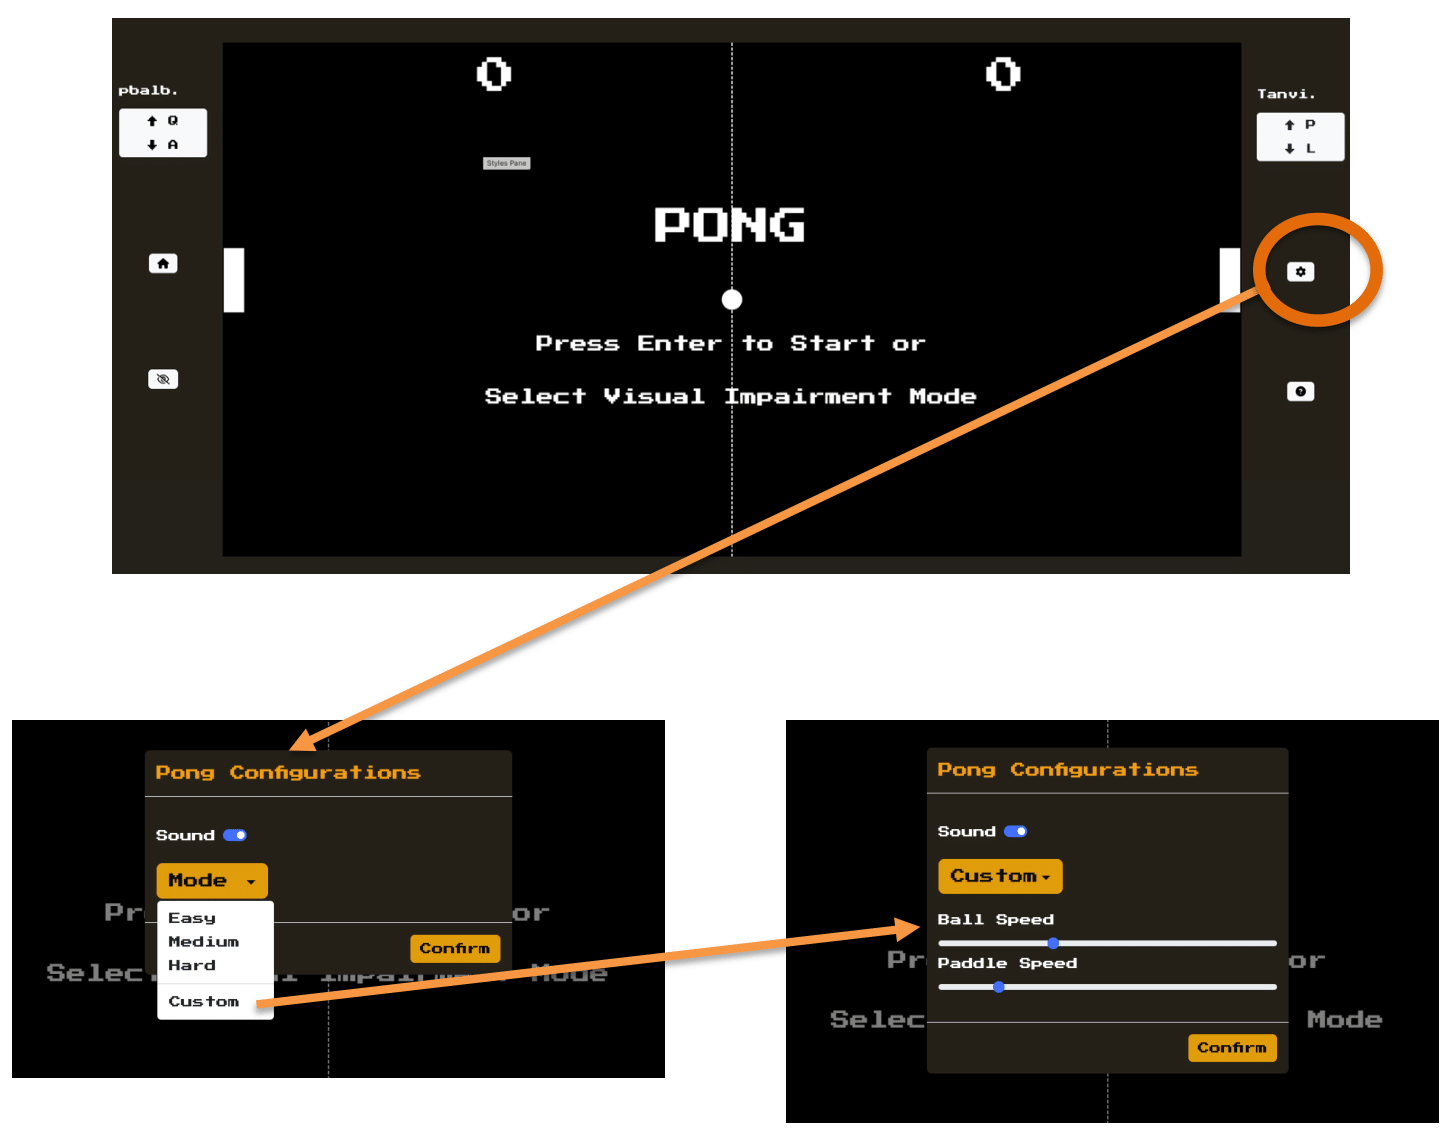 0 0
pbalb.
Tanvi.
↑ Q
↓ A
↑ P
↓ L
Styles Pane
PONG
Press Enter to Start or
Select Visual Impairment Mode
Pong Configurations
Sound
Mode
Easy
Medium
Hard
Custom
Confirm
Pr or
Selec l Impairment Mode
Pong Configurations
Sound
Custom
Ball Speed
Paddle Speed
Confirm
Pr or
Selec Mode